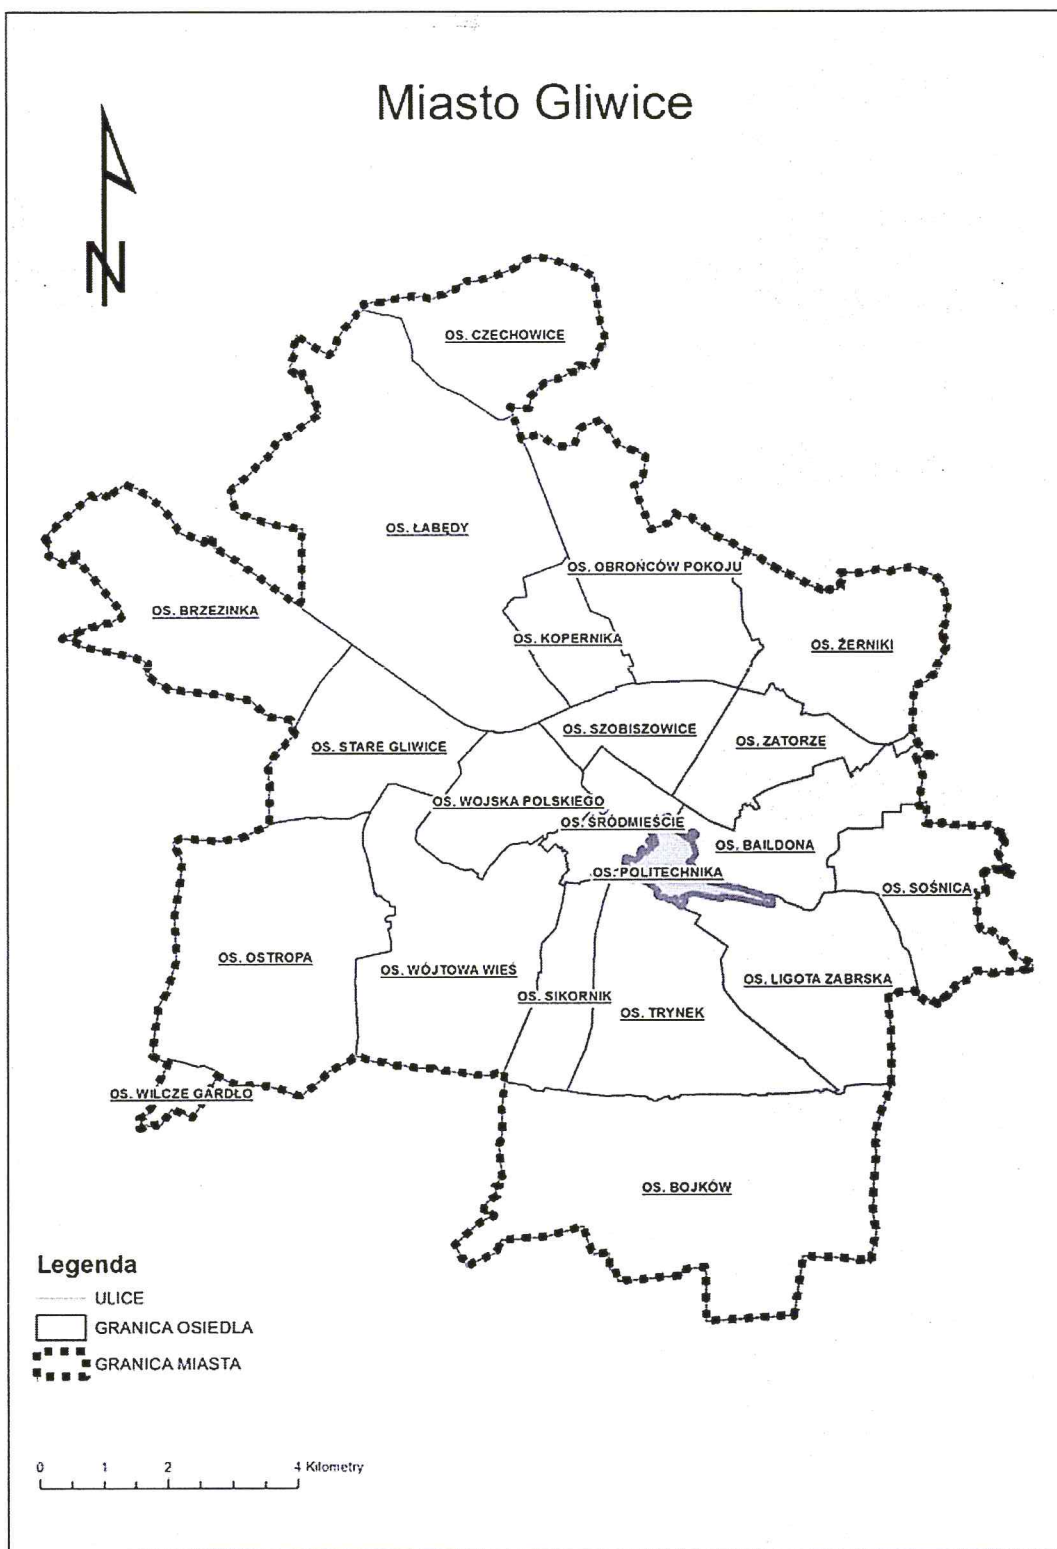 Miasto Gliwice
N
OS. CZECHOWICE
OS. ŁABĘDY
OS. OBROŃCÓW POKOJU
OS. BRZEZINKA
OS. KOPERNIKA
OS. ŻERNIKI
OS. SZOBISZOWICE
OS. STARE GLIWICE
OS. ZATORZE
OS. WOJSKA POLSKIEGO
OS. ŚRÓDMIEŚCIE
OS. BAILDONA
OS. POLITECHNIKA
OS. SOŚNICA
OS. OSTROPA
OS. WÓJTOWA WIEŚ
OS. LIGOTA ZABRSKA
OS. SIKORNIK
OS. TRYNEK
OS. WILCZE GARDŁO
OS. BOJKÓW
Legenda
ULICE
GRANICA OSIEDLA
GRANICA MIASTA
0 1 2 4 Kilometry